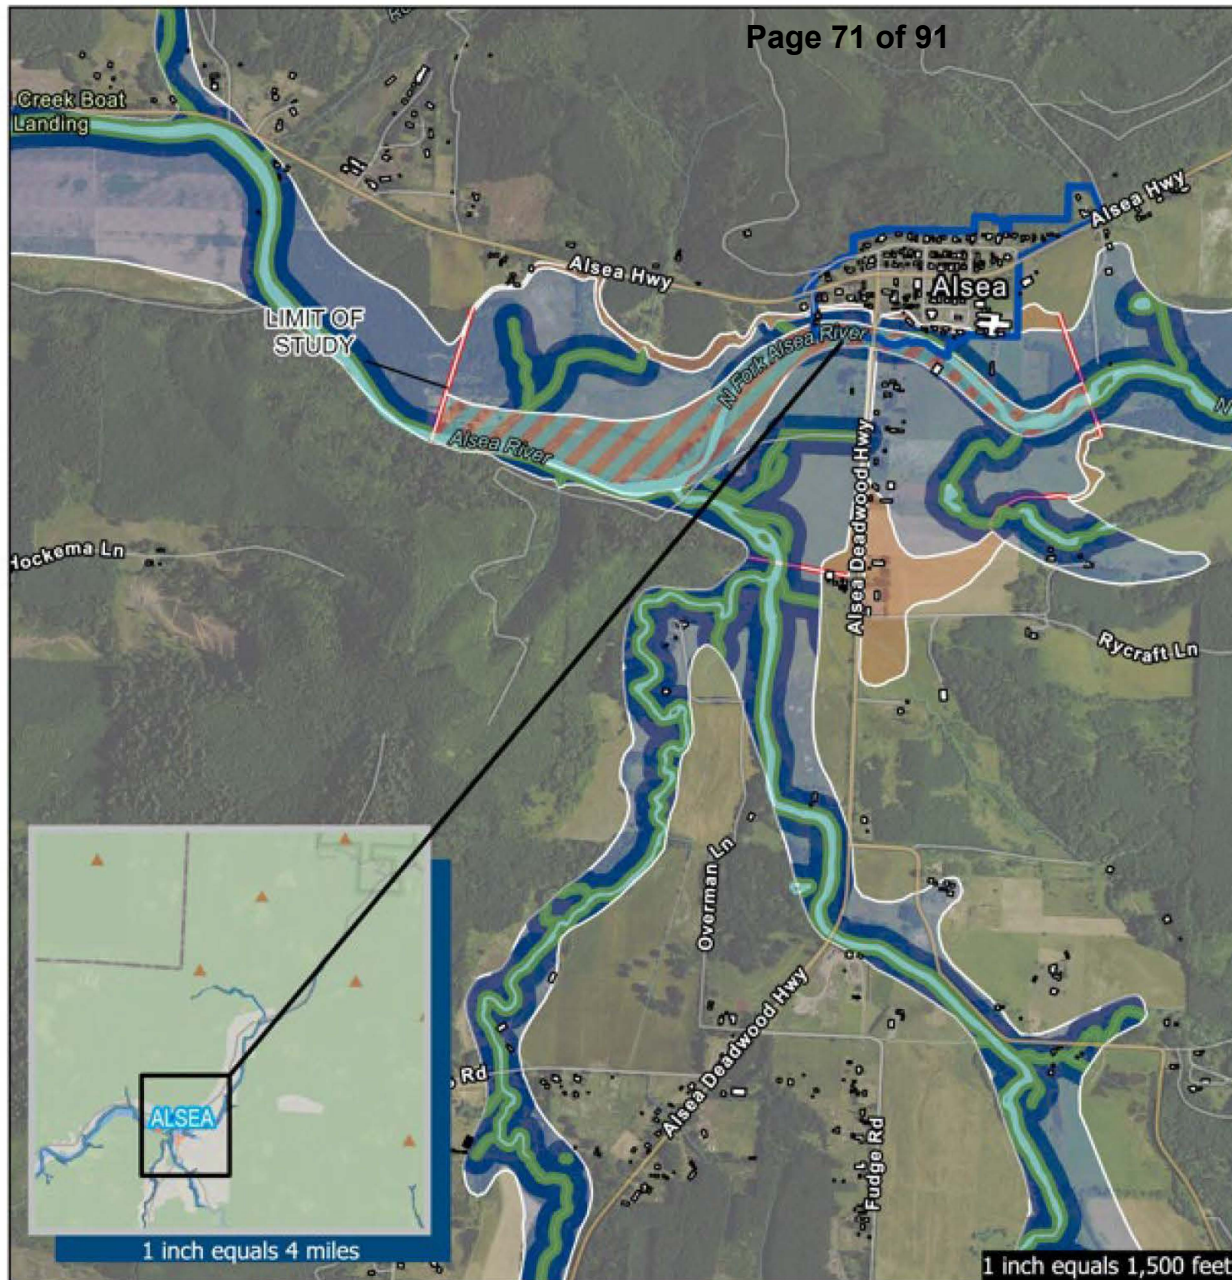 Page 71 of 91
Creek Boat
Landing
Alsea Hwy
Alsea Hwy
Alsea
LIMIT OF
STUDY
N Fork Alsea River
Alsea River
Alsea Deadwood Hwy
Hockema Ln
Rycraft Ln
Overman Ln
Alsea Deadwood Hwy
Rd
Fudge Rd
ALSEA
1 inch equals 4 miles
1 inch equals 1,500 feet